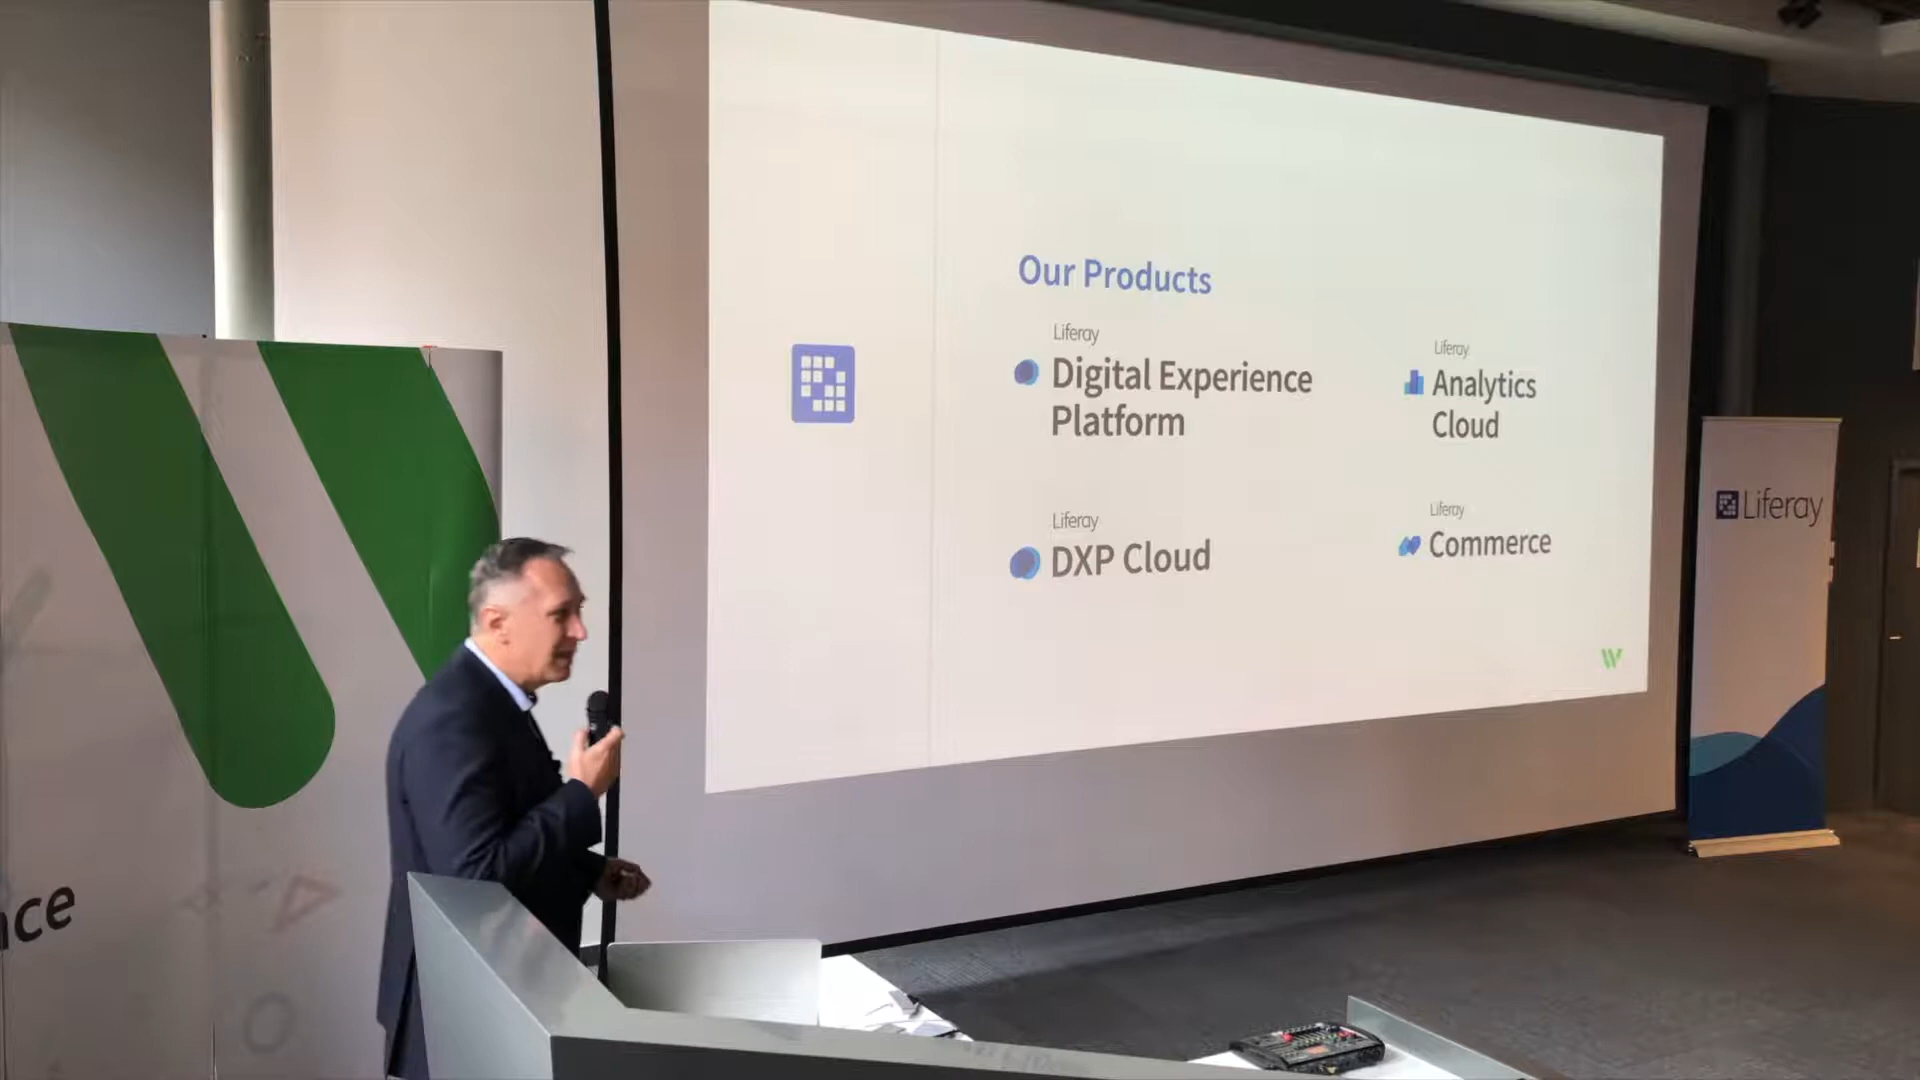 Our Products
Liferay
Digital Experience
Platform
Liferay
Analytics
Cloud
Liferay
DXP Cloud
Liferay
Commerce
Liferay
nce